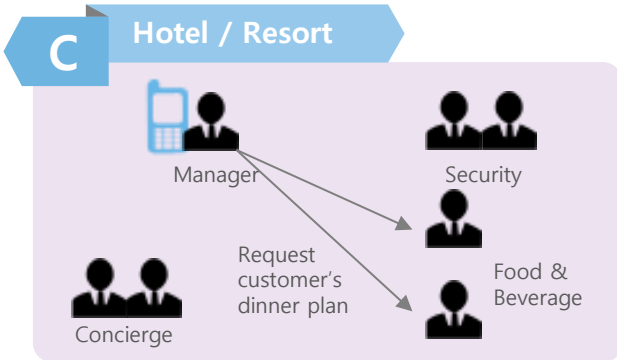 C
Hotel / Resort
Manager
Security
Request
customer's
dinner plan
Food &
Beverage
Concierge